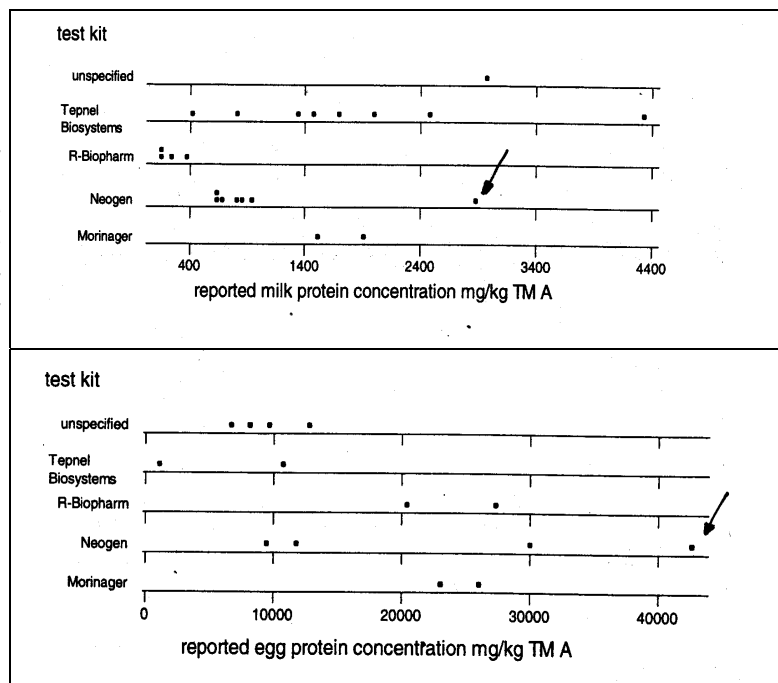 test kit
unspecified
Tepnel
Biosystems
R-Biopharm
Neogen
Morinager
400 1400 2400 3400 4400
reported milk protein concentration mg/kg TM A
test kit
unspecified
Tepnel
Biosystems
R-Biopharm
Neogen
Morinager
0 10000 20000 30000 40000
reported egg protein concentration mg/kg TM A